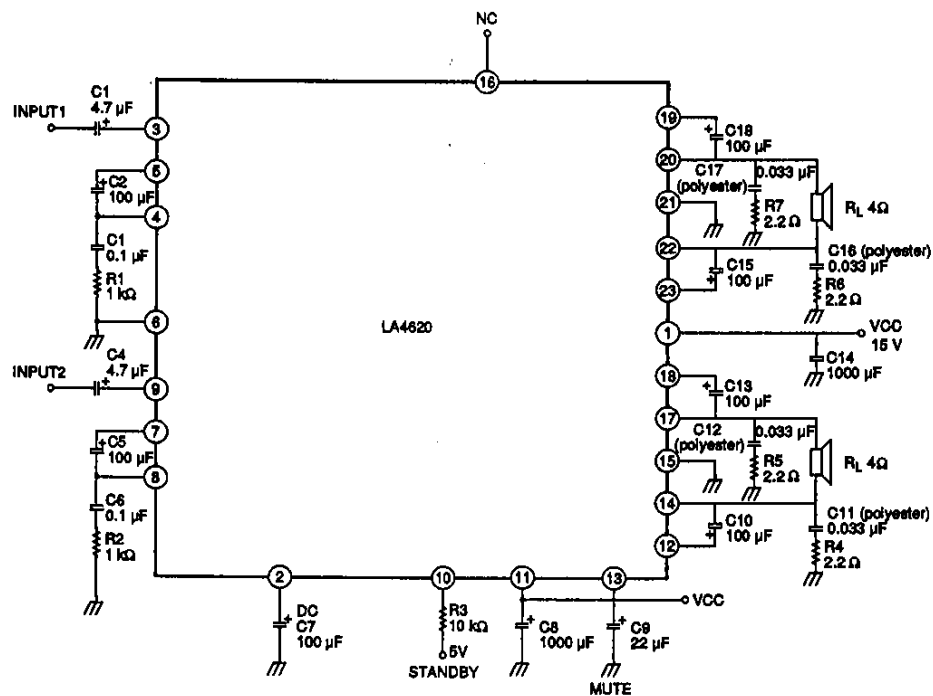 NC
16
C1
4.7 µF
INPUT1
3
5
C2
100 µF
4
C1
0.1 µF
R1
1 kΩ
6
C4
4.7 µF
INPUT2
9
7
C5
100 µF
8
C6
0.1 µF
R2
1 kΩ
LA4620
19
C18
100 µF
20
C17
(polyester)
0.033 µF
R7
2.2 Ω
RL 4Ω
21
22
C15
100 µF
23
C16 (polyester)
0.033 µF
R6
2.2 Ω
1
VCC
15 V
C14
1000 µF
18
C13
100 µF
17
C12
(polyester)
0.033 µF
R5
2.2 Ω
RL 4Ω
15
14
C10
100 µF
12
C11 (polyester)
0.033 µF
R4
2.2 Ω
2
DC
C7
100 µF
10
R3
10 kΩ
5V
STANDBY
11
VCC
C8
1000 µF
13
C9
22 µF
MUTE